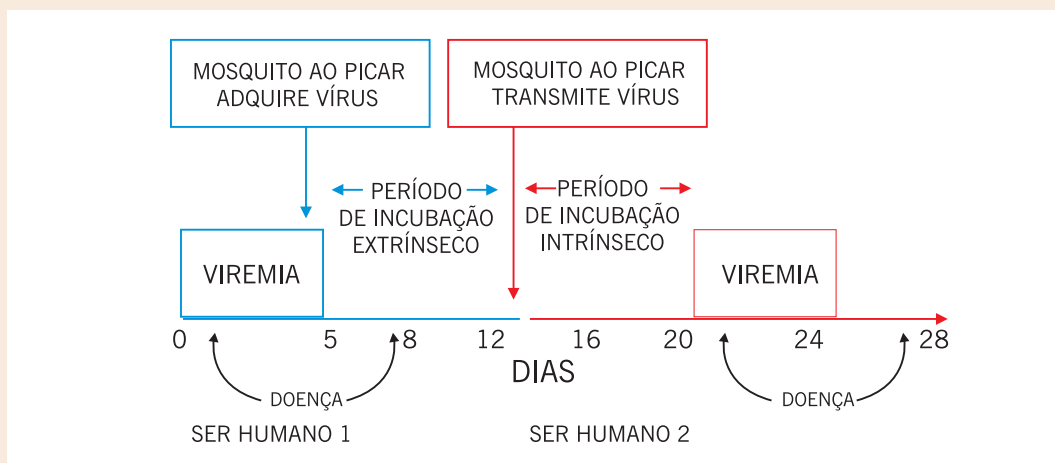 MOSQUITO AO PICAR
ADQUIRE VÍRUS
MOSQUITO AO PICAR
TRANSMITE VÍRUS
PERÍODO
DE INCUBAÇÃO
EXTRÍNSECO
PERÍODO
DE INCUBAÇÃO
INTRÍNSECO
VIREMIA
VIREMIA
0 5 8 12 16 20 24 28
DIAS
DOENÇA
DOENÇA
SER HUMANO 1
SER HUMANO 2